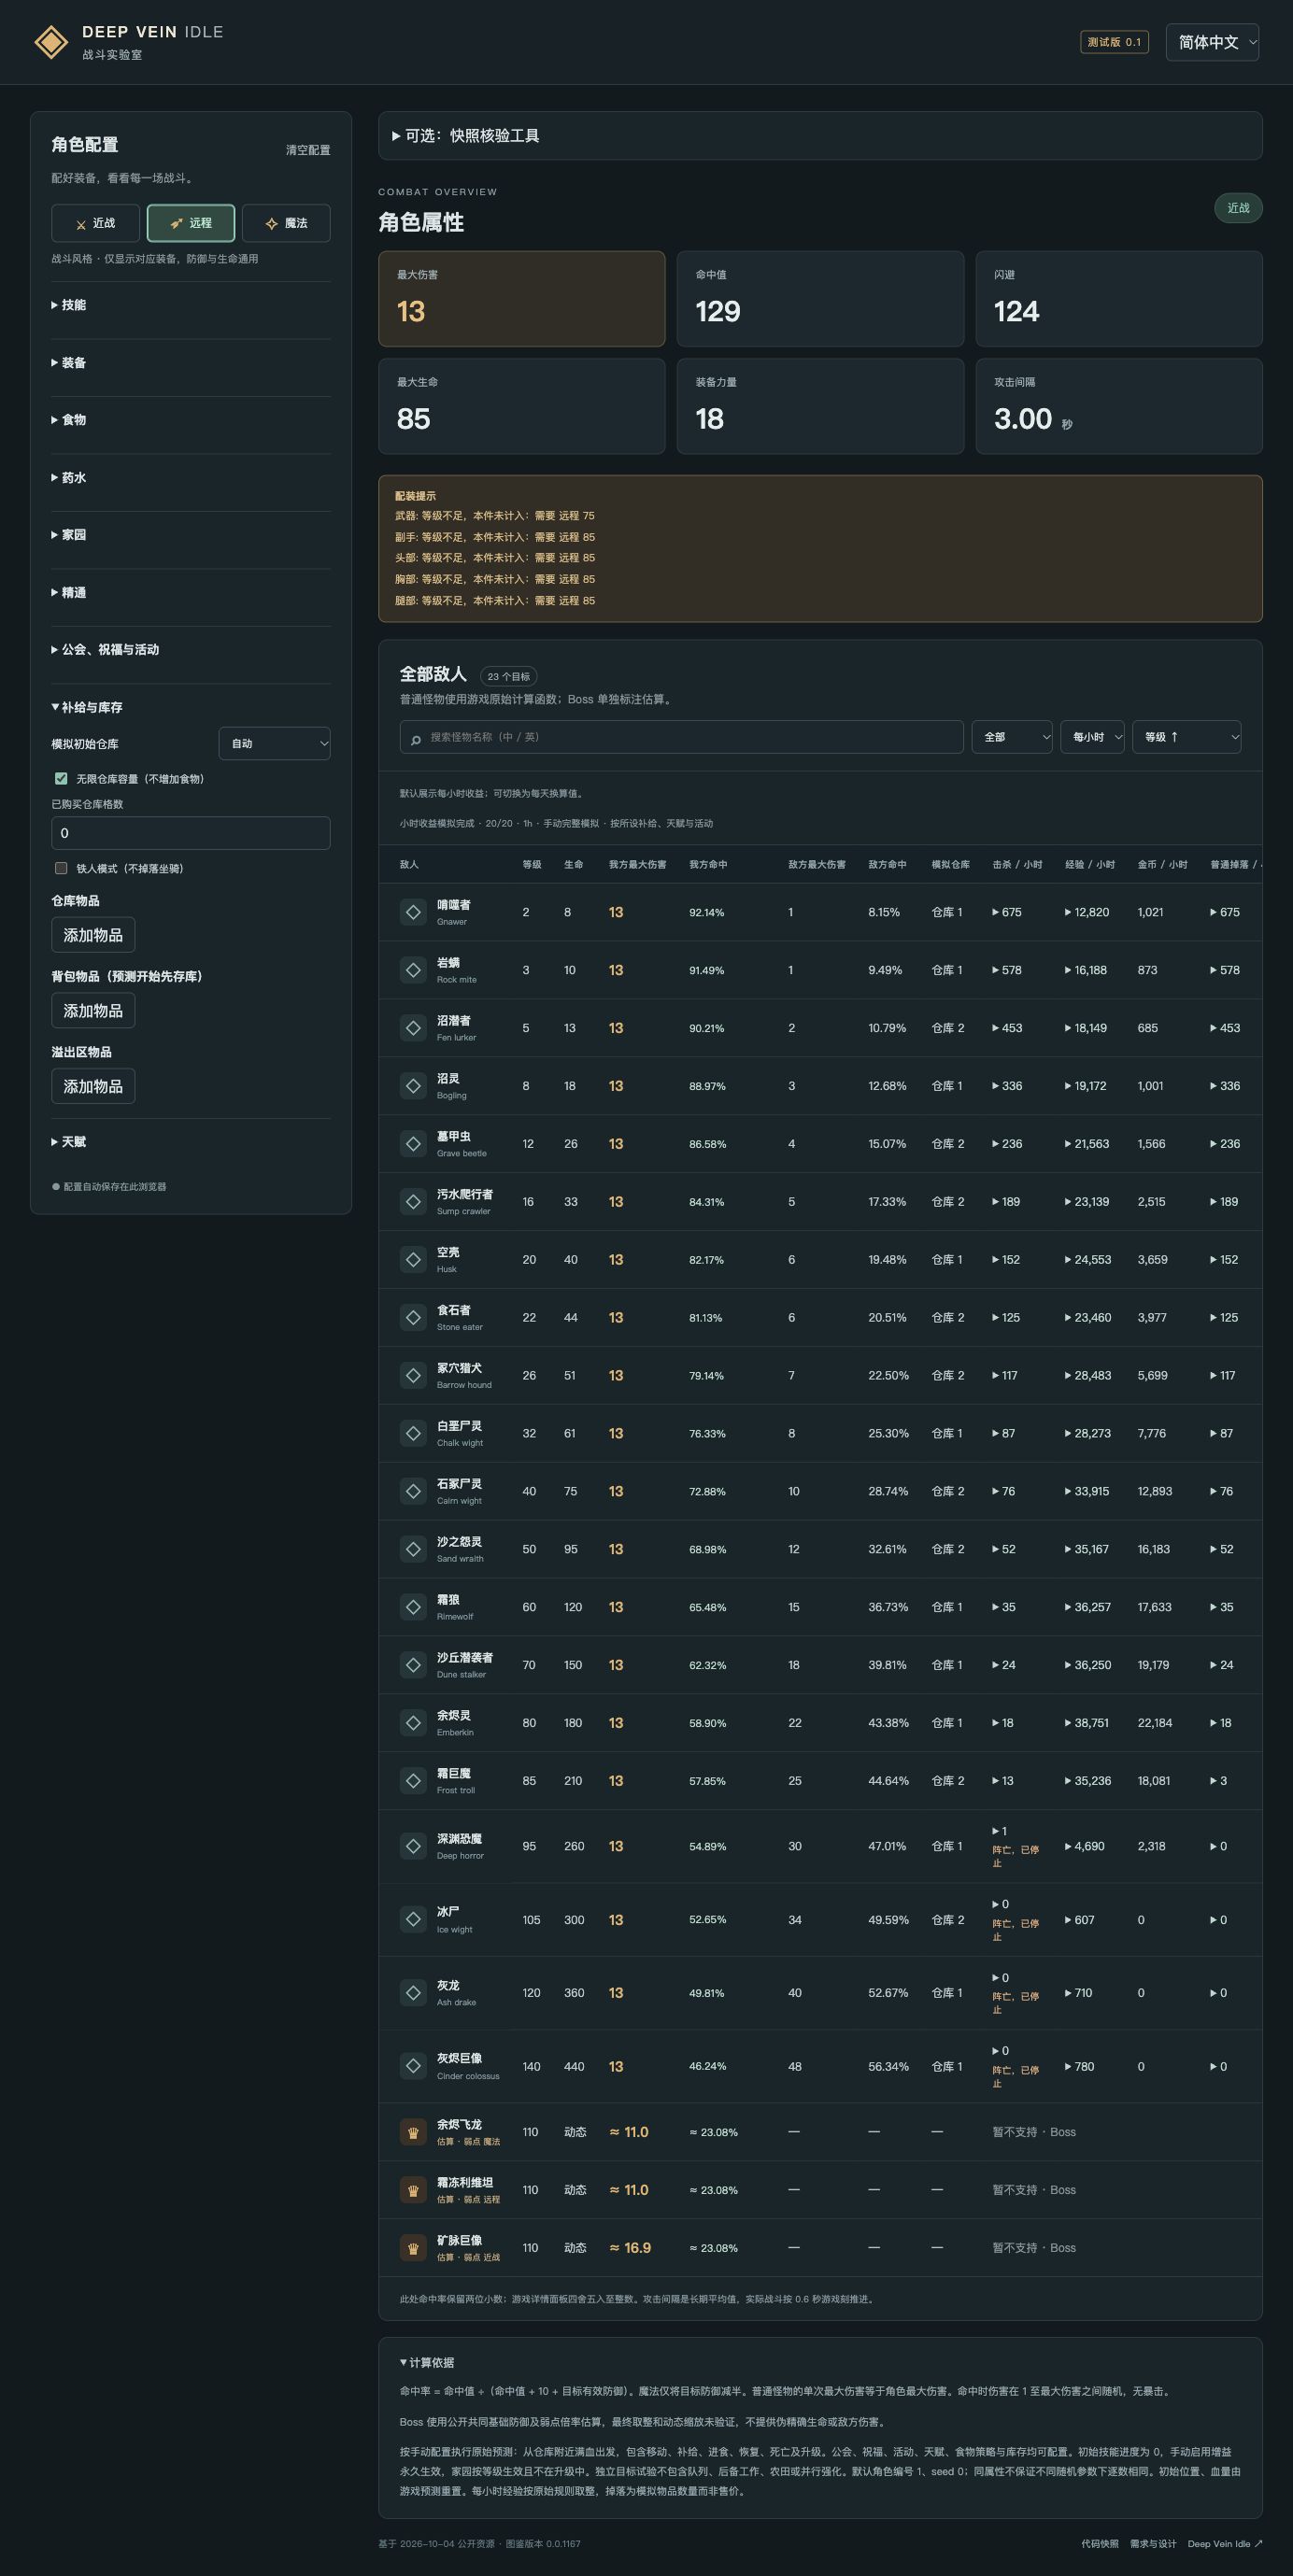 DEEP VEIN IDLE
战斗实验室
测试版 0.1
简体中文
角色配置
清空配置
配好装备，看看每一场战斗。
近战
远程
魔法
战斗风格 · 仅显示对应装备，防御与生命通用
技能
装备
食物
药水
家园
精通
公会、祝福与活动
补给与库存
模拟初始仓库
自动
无限仓库容量（不增加食物）
已购买仓库格数
0
铁人模式（不掉落坐骑）
仓库物品
添加物品
背包物品（预测开始先存库）
添加物品
溢出区物品
添加物品
天赋
配置自动保存在此浏览器
可选：快照核验工具
COMBAT OVERVIEW
角色属性
近战
最大伤害
13
命中值
129
闪避
124
最大生命
85
装备力量
18
攻击间隔
3.00 秒
配装提示
武器: 等级不足，本件未计入：需要 远程 75
副手: 等级不足，本件未计入：需要 远程 85
头部: 等级不足，本件未计入：需要 远程 85
胸部: 等级不足，本件未计入：需要 远程 85
腿部: 等级不足，本件未计入：需要 远程 85
全部敌人 23 个目标
普通怪物使用游戏原始计算函数；Boss 单独标注估算。
搜索怪物名称（中 / 英）
全部
每小时
等级 ↑
默认展示每小时收益；可切换为每天换算值。
小时收益模拟完成 · 20/20 · 1h · 手动完整模拟 · 按所设补给、天赋与活动
敌人 等级 生命 我方最大伤害 我方命中 敌方最大伤害 敌方命中 模拟仓库 击杀 / 小时 经验 / 小时 金币 / 小时 普通掉落 /
啃噬者 2 8 13 92.14% 1 8.15% 仓库 1 675 12,820 1,021 675
Gnawer
岩螨 3 10 13 91.49% 1 9.49% 仓库 1 578 16,188 873 578
Rock mite
沼潜者 5 13 13 90.21% 2 10.79% 仓库 2 453 18,149 685 453
Fen lurker
沼灵 8 18 13 88.97% 3 12.68% 仓库 1 336 19,172 1,001 336
Bogling
墓甲虫 12 26 13 86.58% 4 15.07% 仓库 2 236 21,563 1,566 236
Grave beetle
污水爬行者 16 33 13 84.31% 5 17.33% 仓库 2 189 23,139 2,515 189
Sump crawler
空壳 20 40 13 82.17% 6 19.48% 仓库 1 152 24,553 3,659 152
Husk
食石者 22 44 13 81.13% 6 20.51% 仓库 2 125 23,460 3,977 125
Stone eater
冢穴猎犬 26 51 13 79.14% 7 22.50% 仓库 2 117 28,483 5,699 117
Barrow hound
白垩尸灵 32 61 13 76.33% 8 25.30% 仓库 1 87 28,273 7,776 87
Chalk wight
石冢尸灵 40 75 13 72.88% 10 28.74% 仓库 2 76 33,915 12,893 76
Cairn wight
沙之怨灵 50 95 13 68.98% 12 32.61% 仓库 2 52 35,167 16,183 52
Sand wraith
霜狼 60 120 13 65.48% 15 36.73% 仓库 1 35 36,257 17,633 35
Rimewolf
沙丘潜袭者 70 150 13 62.32% 18 39.81% 仓库 1 24 36,250 19,179 24
Dune stalker
余烬灵 80 180 13 58.90% 22 43.38% 仓库 1 18 38,751 22,184 18
Emberkin
霜巨魔 85 210 13 57.85% 25 44.64% 仓库 2 13 35,236 18,081 3
Frost troll
深渊恐魔 95 260 13 54.89% 30 47.01% 仓库 1 1 阵亡，已停止 4,690 2,318 0
Deep horror
冰尸 105 300 13 52.65% 34 49.59% 仓库 2 0 阵亡，已停止 607 0 0
Ice wight
灰龙 120 360 13 49.81% 40 52.67% 仓库 1 0 阵亡，已停止 710 0 0
Ash drake
灰烬巨像 140 440 13 46.24% 48 56.34% 仓库 1 0 阵亡，已停止 780 0 0
Cinder colossus
余烬飞龙 110 动态 ≈ 11.0 ≈ 23.08% — — — 暂不支持 · Boss
估算 · 弱点 魔法
霜冻利维坦 110 动态 ≈ 11.0 ≈ 23.08% — — — 暂不支持 · Boss
估算 · 弱点 远程
矿脉巨像 110 动态 ≈ 16.9 ≈ 23.08% — — — 暂不支持 · Boss
估算 · 弱点 近战
此处命中率保留两位小数；游戏详情面板四舍五入至整数。攻击间隔是长期平均值，实际战斗按 0.6 秒游戏刻推进。
计算依据
命中率 = 命中值 ÷（命中值 + 10 + 目标有效防御）。魔法仅将目标防御减半。普通怪物的单次最大伤害等于角色最大伤害。命中时伤害在 1 至最大伤害之间随机，无暴击。
Boss 使用公开共同基础防御及弱点倍率估算，最终取整和动态缩放未验证，不提供伪精确生命或敌方伤害。
按手动配置执行原始预测：从仓库附近满血出发，包含移动、补给、进食、恢复、死亡及升级。公会、祝福、活动、天赋、食物策略与库存均可配置。初始技能进度为 0，手动启用增益
永久生效，家园按等级生效且不在升级中。独立目标试验不包含队列、后备工作、农田或并行强化。默认角色编号 1、seed 0；同属性不保证不同随机参数下逐数相同。初始位置、血量由
游戏预测重置。每小时经验按原始规则取整，掉落为模拟物品数量而非售价。
基于 2026-10-04 公开资源 · 图鉴版本 0.0.1167
代码快照 需求与设计 Deep Vein Idle ↗